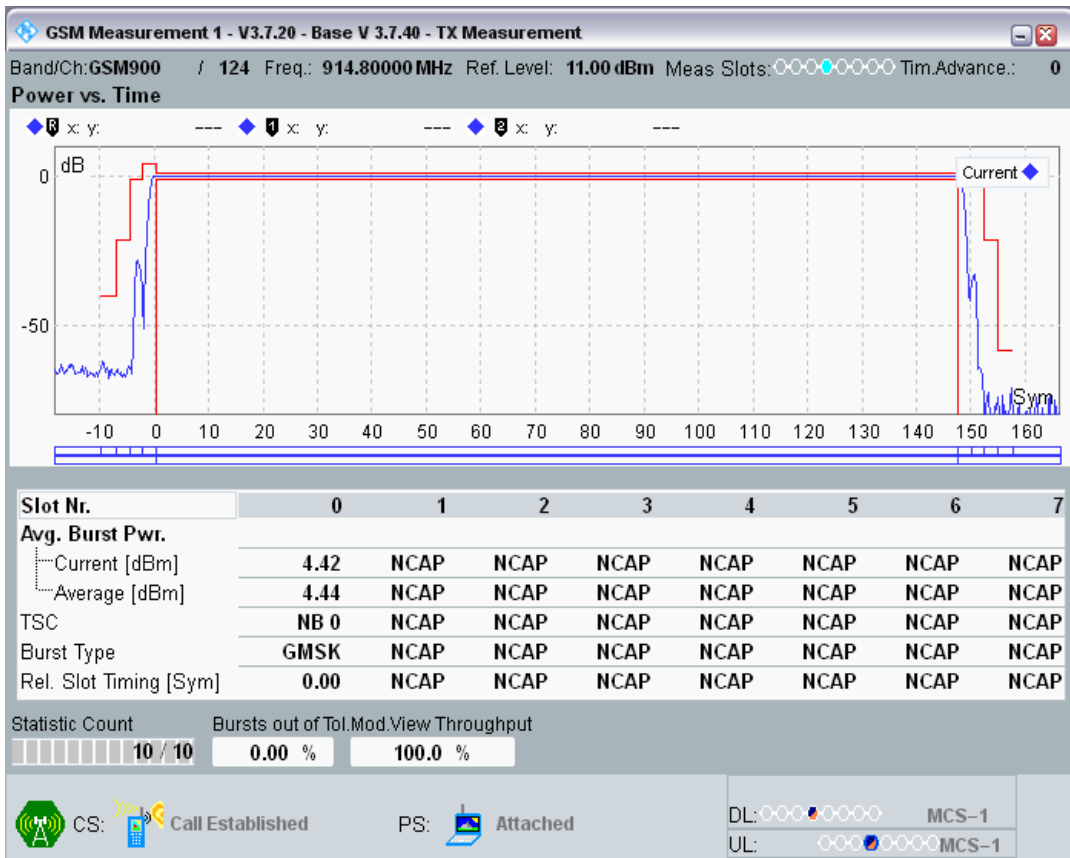 GSM Measurement 1 - V3.7.20 - Base V 3.7.40 - TX Measurement
Band/Ch:GSM900 / 124 Freq.: 914.80000 MHz Ref. Level: 11.00 dBm Meas Slots: Tim.Advance.: 0
Power vs. Time
R x: y: --- 1 x: y: --- 2 x: y: ---
dB
Current
0
-50
Sym
-10 0 10 20 30 40 50 60 70 80 90 100 110 120 130 140 150 160
Slot Nr. 0 1 2 3 4 5 6 7
Avg. Burst Pwr.
Current [dBm] 4.42 NCAP NCAP NCAP NCAP NCAP NCAP NCAP
Average [dBm] 4.44 NCAP NCAP NCAP NCAP NCAP NCAP NCAP
TSC NB 0 NCAP NCAP NCAP NCAP NCAP NCAP NCAP
Burst Type GMSK NCAP NCAP NCAP NCAP NCAP NCAP NCAP
Rel. Slot Timing [Sym] 0.00 NCAP NCAP NCAP NCAP NCAP NCAP NCAP
Statistic Count Bursts out of Tol.Mod.View Throughput
10 / 10 0.00 % 100.0 %
CS: Call Established PS: Attached
DL: MCS-1
UL: MCS-1